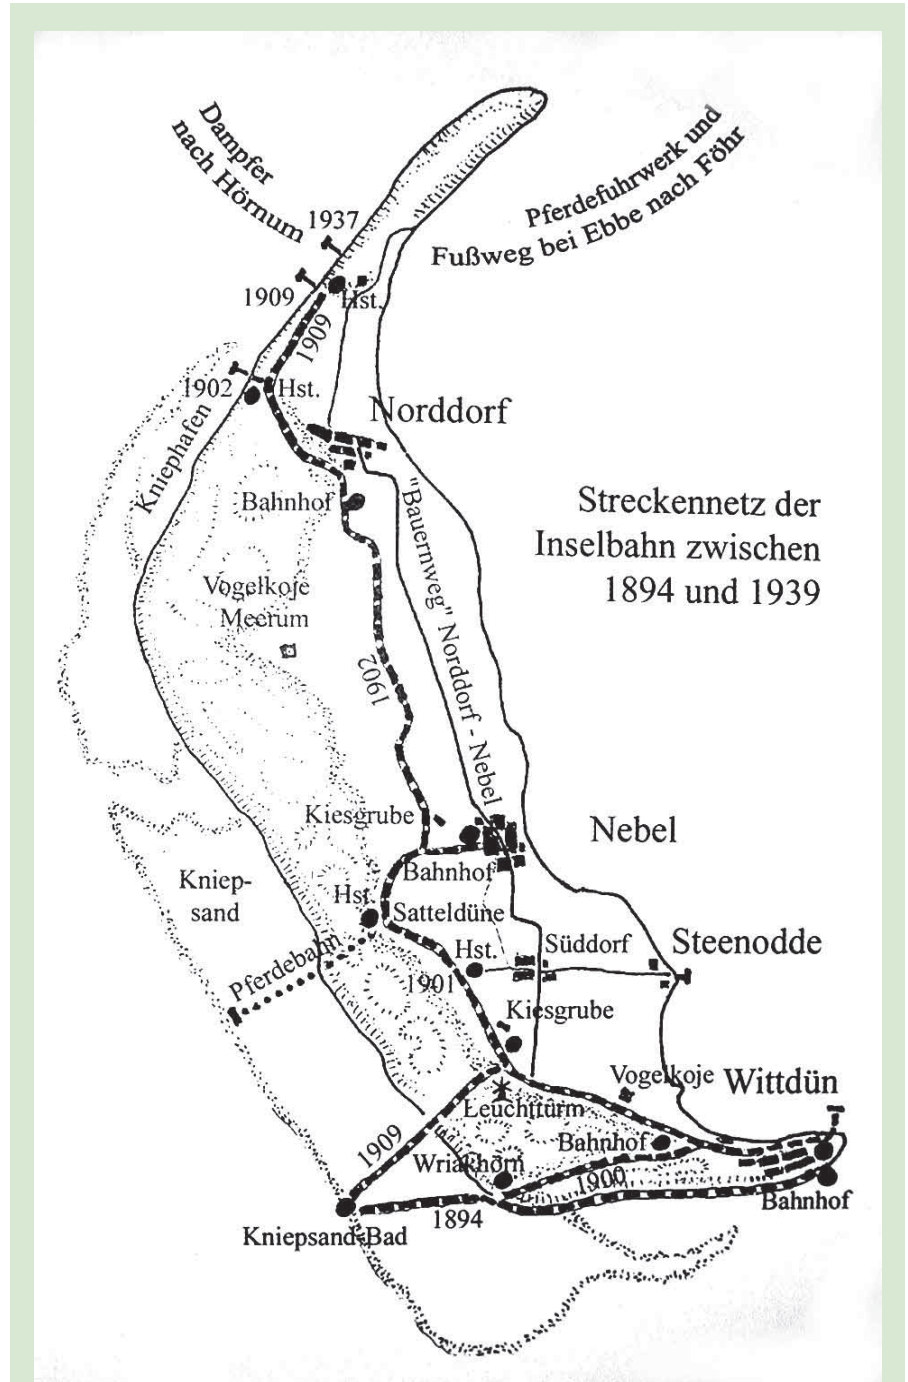 Dampfer
nach Hörnum
Pferdefuhrwerk und
Fußweg bei Ebbe nach Föhr
1937
1909
Hst.
1909
1902
Hst.
Kniephafen
Norddorf
Bahnhof
"Bauernweg" Norddorf - Nebel
Streckennetz der
Inselbahn zwischen
1894 und 1939
Vogelkoje
Meerum
1902
Kiesgrube
Nebel
Bahnhof
Kniep-
sand
Hst.
Satteldüne
Pferdebahn
Hst.
Süddorf
Steenodde
1901
Kiesgrube
Vogelkoje
Wittdün
Leuchtturm
Bahnhof
1909
Wriakhörn
1900
Bahnhof
1894
Kniepsand-Bad